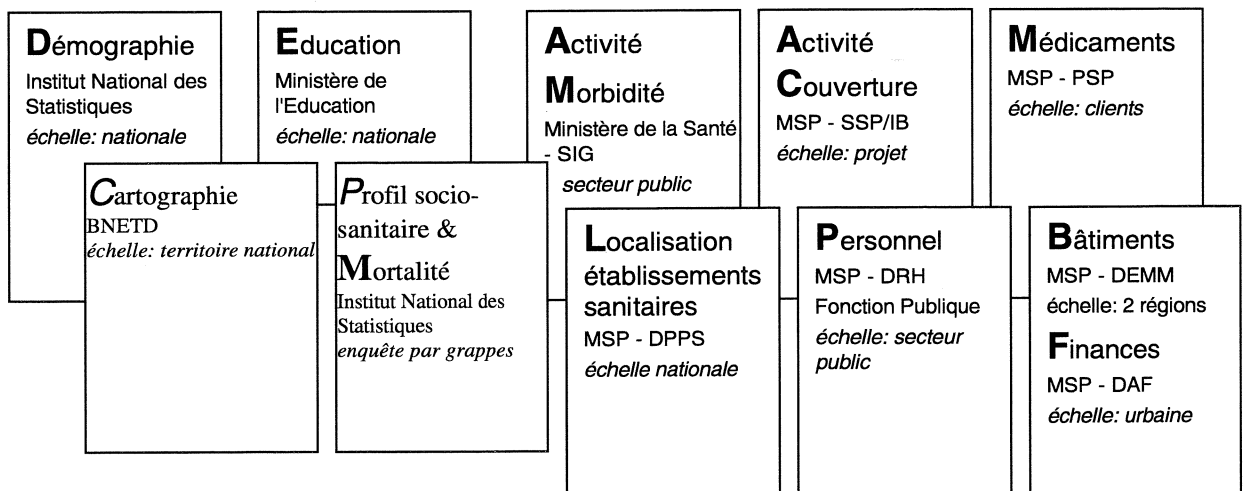 Démographie
Institut National des
Statistiques
échelle: nationale
Education
Ministère de
l'Education
échelle: nationale
Activité
Morbidité
Ministère de la Santé
- SIG
secteur public
Activité
Couverture
MSP - SSP/IB
échelle: projet
Médicaments
MSP - PSP
échelle: clients
Cartographie
BNETD
échelle: territoire national
Profil socio-
sanitaire &
Mortalité
Institut National des
Statistiques
enquête par grappes
Localisation
établissements
sanitaires
MSP - DPPS
échelle nationale
Personnel
MSP - DRH
Fonction Publique
échelle: secteur
public
Bâtiments
MSP - DEMM
échelle: 2 régions
Finances
MSP - DAF
échelle: urbaine